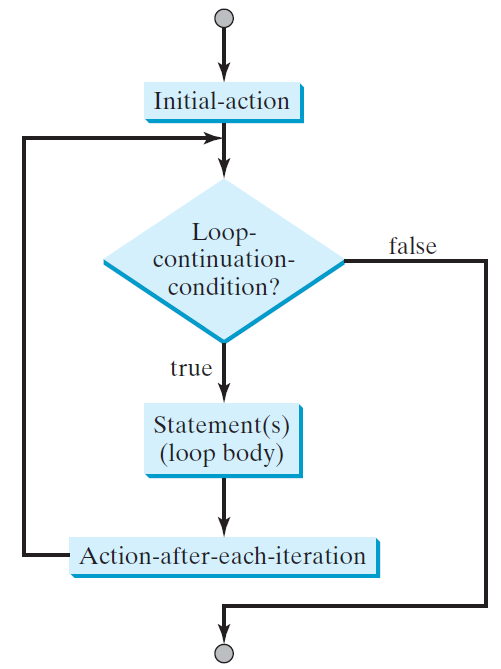 Initial-action
Loop-
continuation-
condition?
false
true
Statement(s)
(loop body)
Action-after-each-iteration